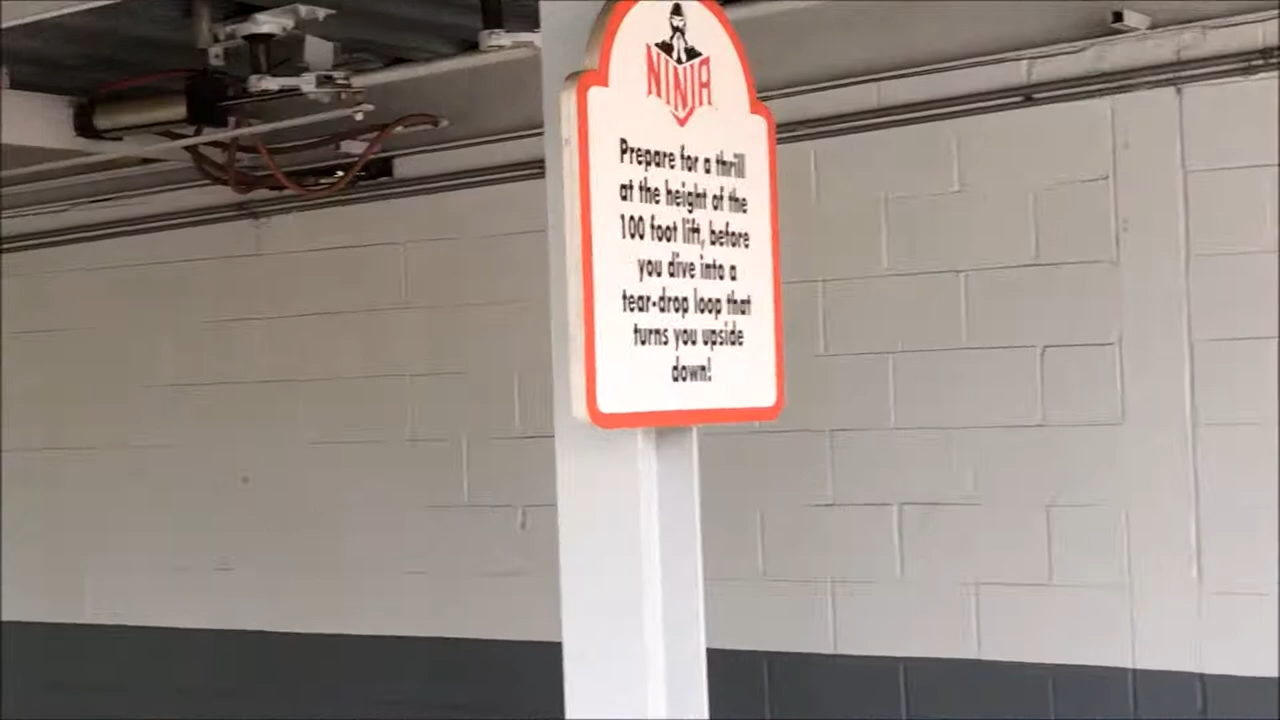 NINJA
Prepare for a thrill
at the height of the
100 foot lift, before
you dive into a
tear-drop loop that
turns you upside
down!